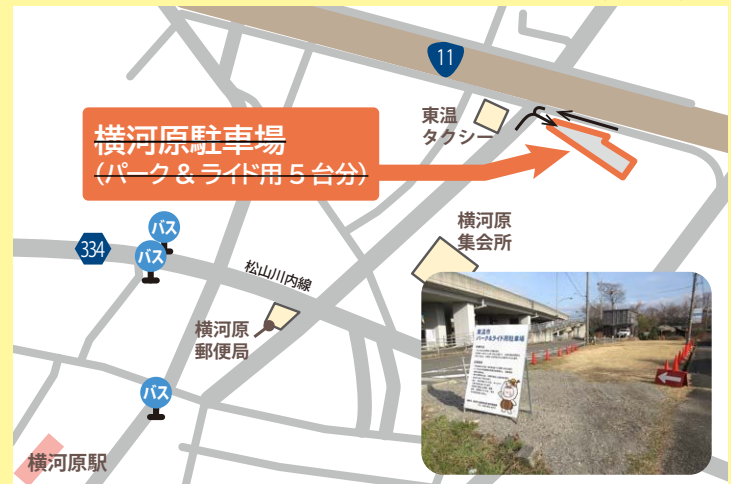 11
東温
タクシー
横河原駐車場
(パーク & ライド用 5 台分)
横河原
集会所
334
バス
バス
松山川内線
横河原
郵便局
バス
横河原駅
東温市
パーク&ライド用駐車場